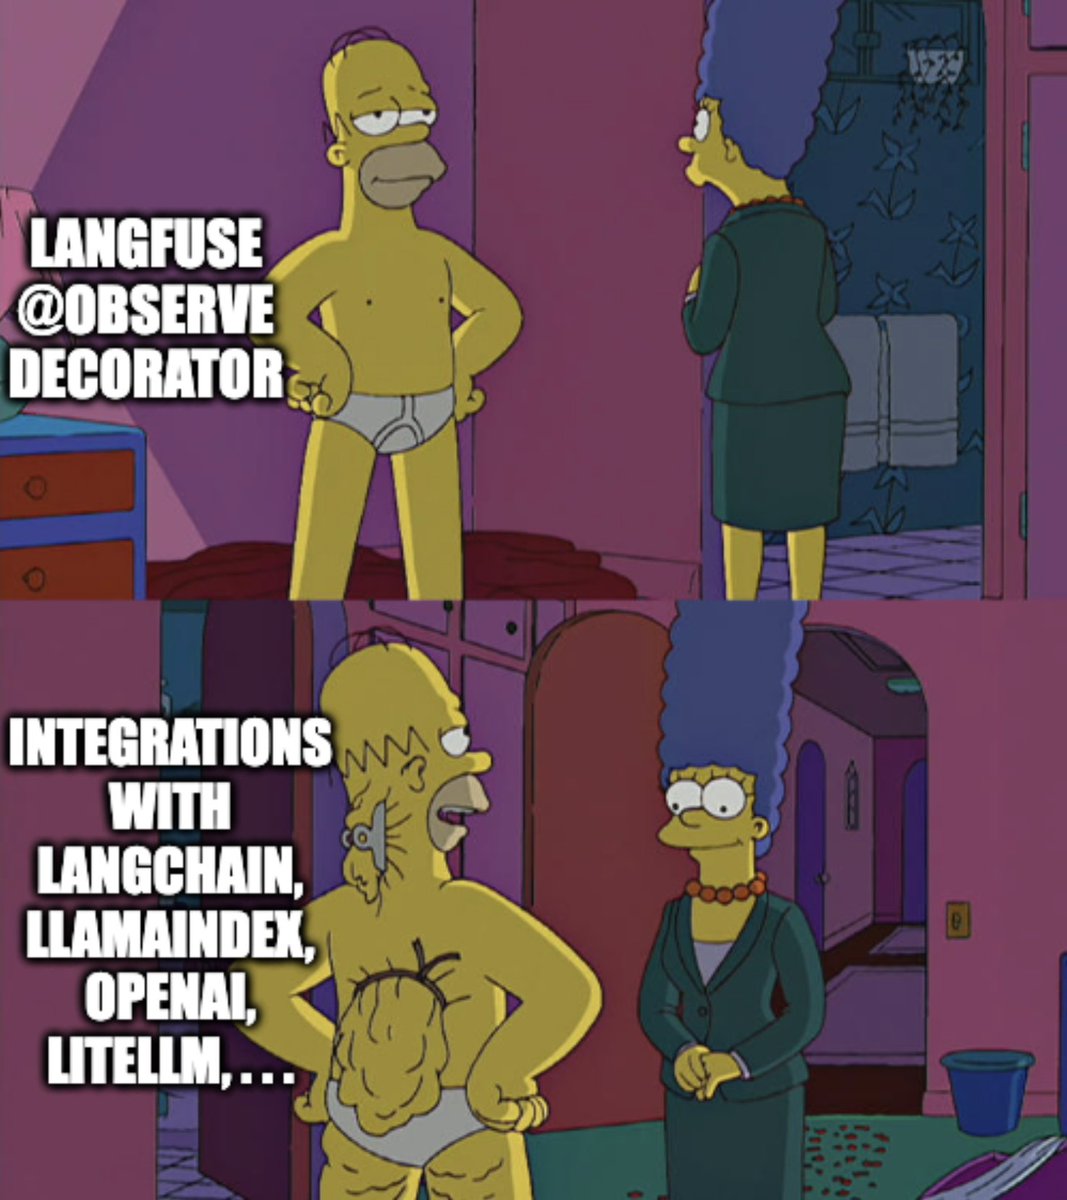 LANGFUSE
@OBSERVE
DECORATOR
INTEGRATIONS
WITH
LANGCHAIN,
LLAMAINDEX,
OPENAI,
LITELLM, . . .